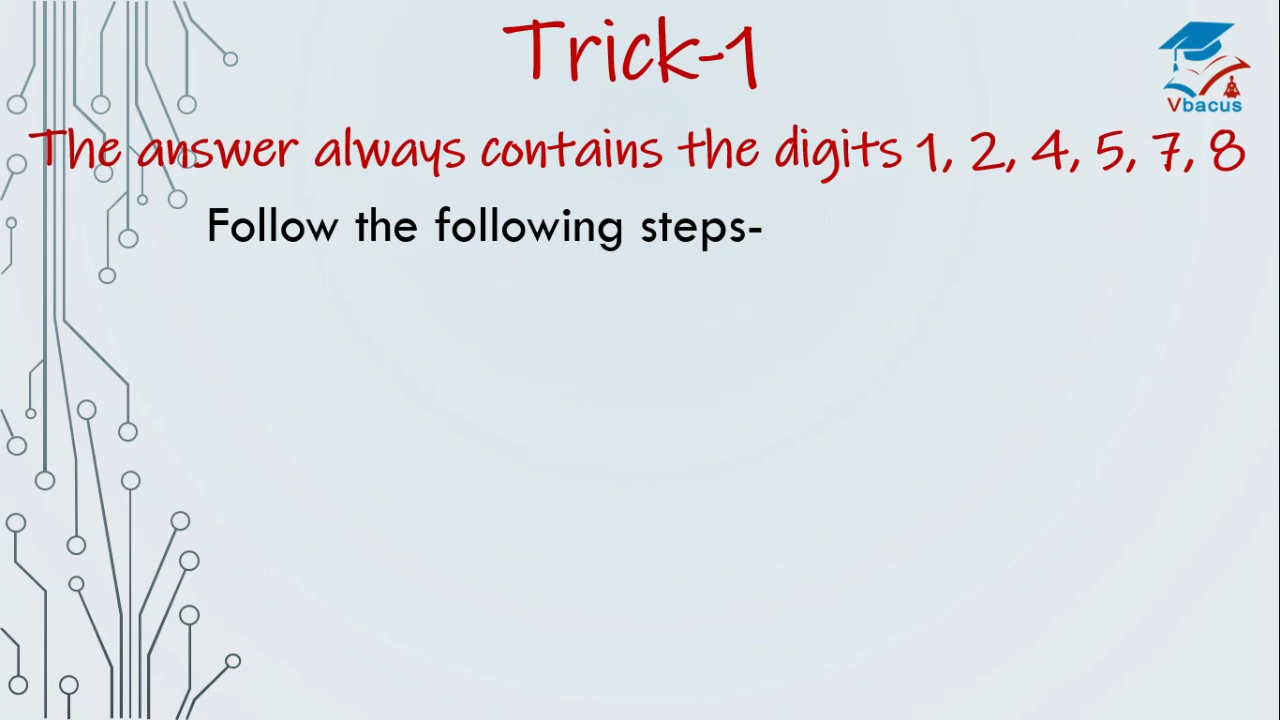 Trick-1
Vbacus
The answer always contains the digits 1, 2, 4, 5, 7, 8
Follow the following steps-